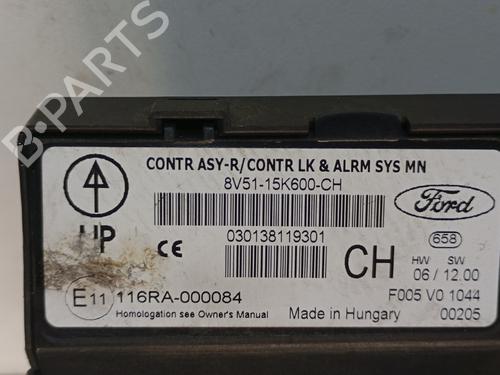 B-PARTS
CONTR ASY-R/CONTR LK & ALRM SYS MN
8V51-15K600-CH
Ford
UP
CE
030138119301
CH
658
HW SW
06 / 12.00
E11 116RA-000084
F005 V0 1044
Homologation see Owner's Manual
Made in Hungary
00205